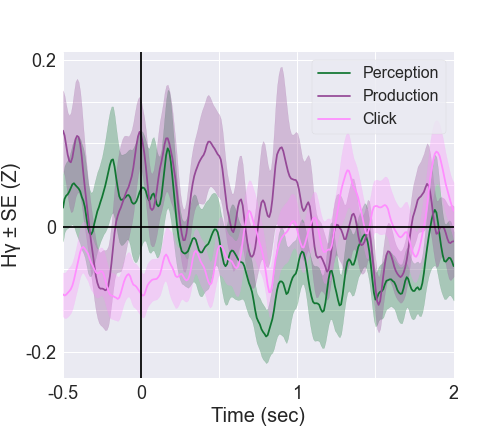 0.2
Perception
Production
Click
Hγ ± SE (Z)
0
-0.2
-0.5 0 1 2
Time (sec)